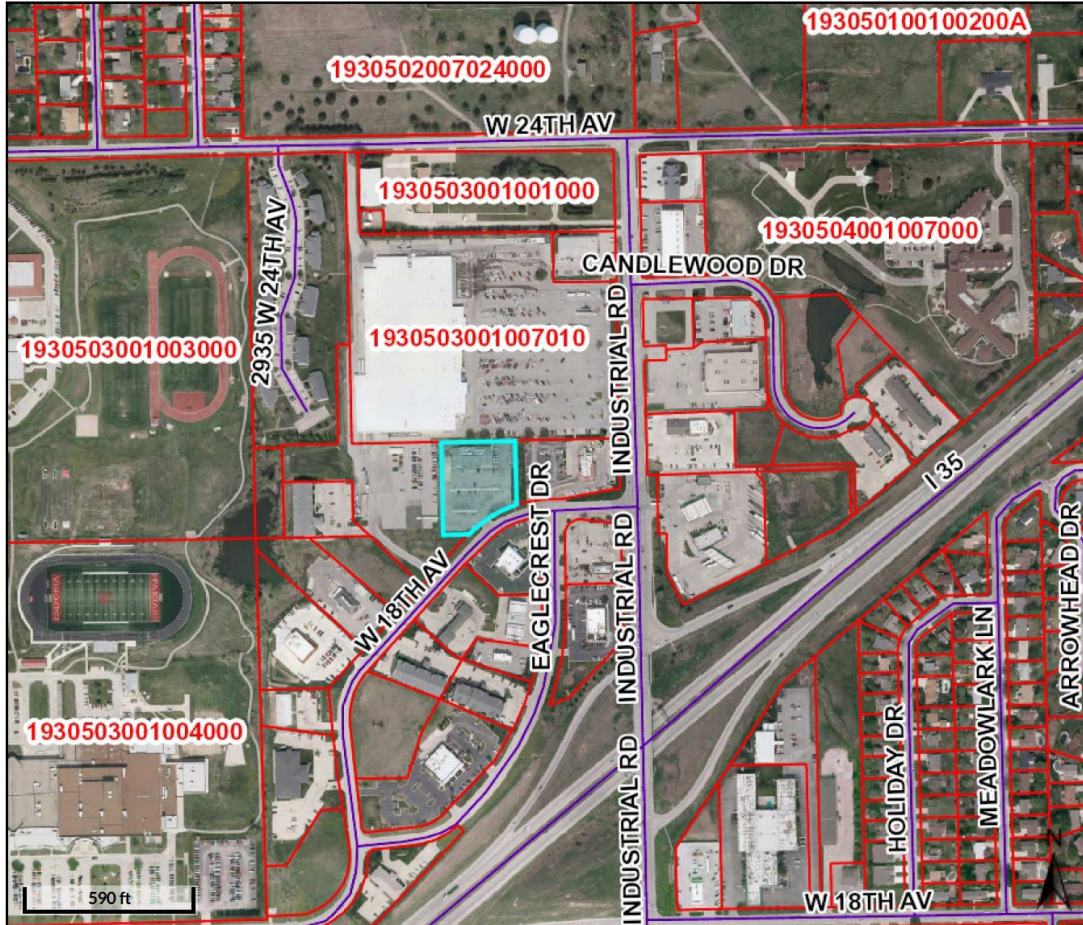 193050100100200A
1930502007024000
W 24TH AV
1930503001001000
1930504001007000
2935 W 24TH AV
CANDLEWOOD DR
INDUSTRIAL RD
1930503001007010
1930503001003000
I 35
EAGLECREST DR
INDUSTRIAL RD
W 18TH AV
ARROWHEAD DR
MEADOWLARK LN
HOLIDAY DR
1930503001004000
INDUSTRIAL RD
W 18TH AV
N
590 ft